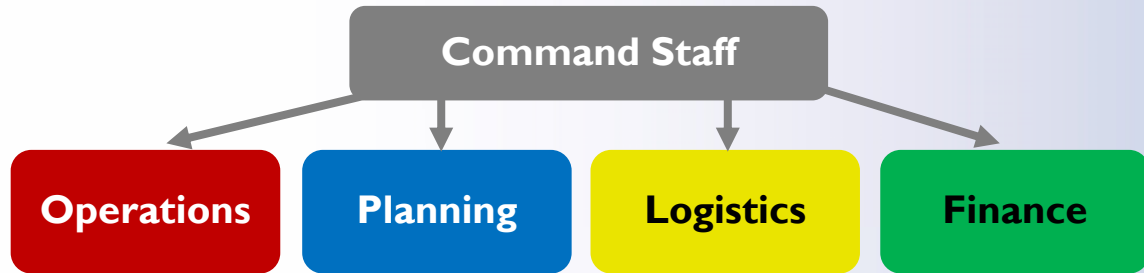 Command Staff
Operations
Planning
Logistics
Finance